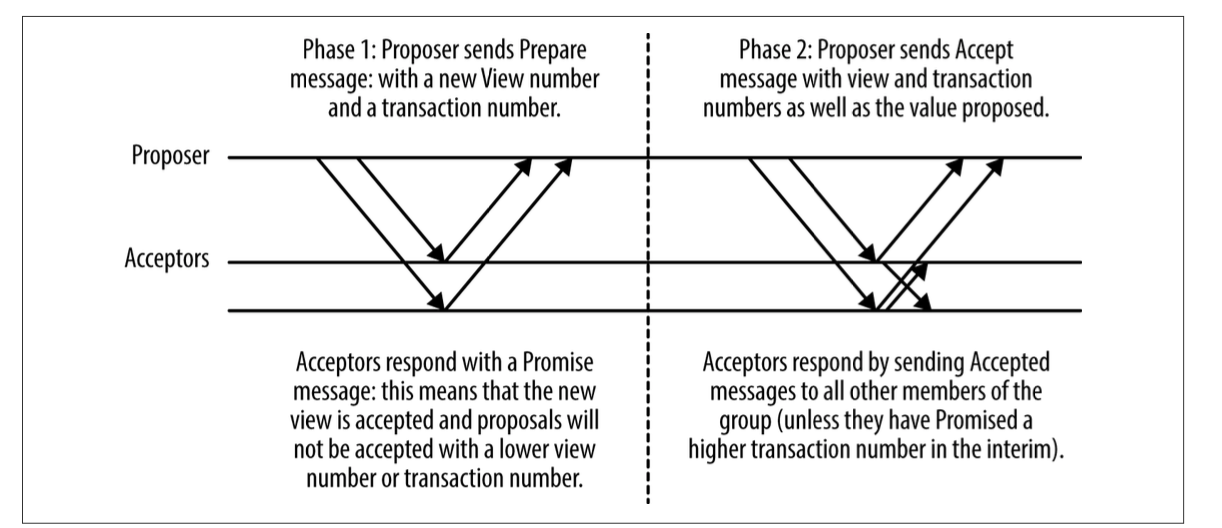 Phase 1: Proposer sends Prepare
message: with a new View number
and a transaction number.
Phase 2: Proposer sends Accept
message with view and transaction
numbers as well as the value proposed.
Proposer
Acceptors
Acceptors respond with a Promise
message: this means that the new
view is accepted and proposals will
not be accepted with a lower view
number or transaction number.
Acceptors respond by sending Accepted
messages to all other members of the
group (unless they have Promised a
higher transaction number in the interim).